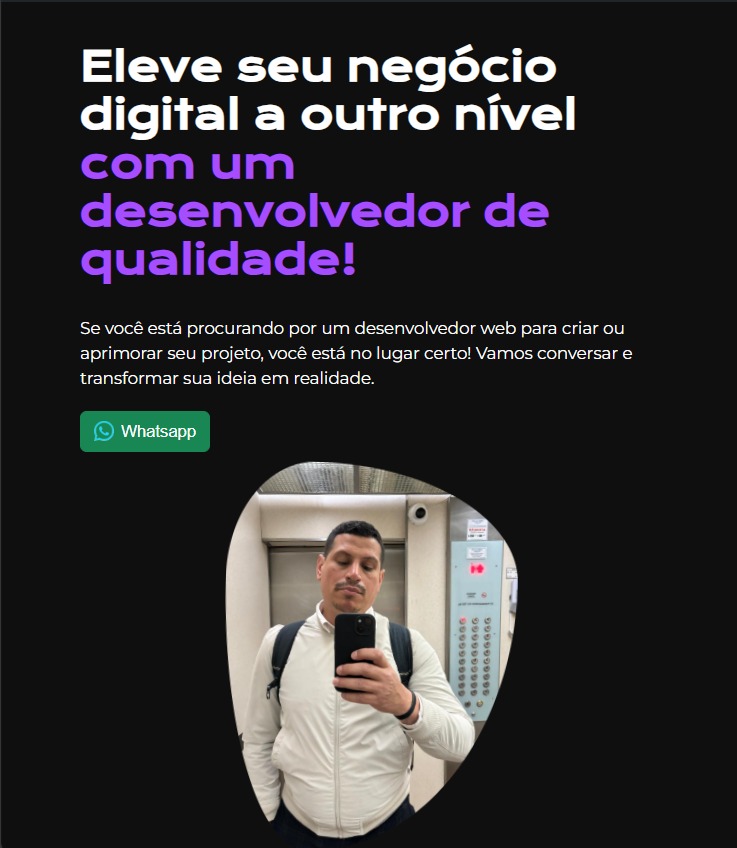 Eleve seu negócio
digital a outro nível
com um
desenvolvedor de
qualidade!
Se você está procurando por um desenvolvedor web para criar ou
aprimorar seu projeto, você está no lugar certo! Vamos conversar e
transformar sua ideia em realidade.
Whatsapp